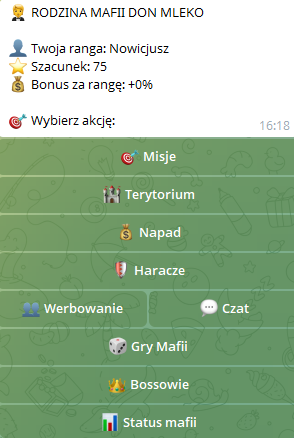 🤵 RODZINA MAFII DON MLEKO
👤 Twoja ranga: Nowicjusz
⭐ Szacunek: 75
💰 Bonus za rangę: +0%
🎯 Wybierz akcję:
16:18
🎯 Misje
🏰 Terytorium
💰 Napad
Haracze
👥 Werbowanie
💬 Czat
🎲 Gry Mafii
👑 Bossowie
📊 Status mafii